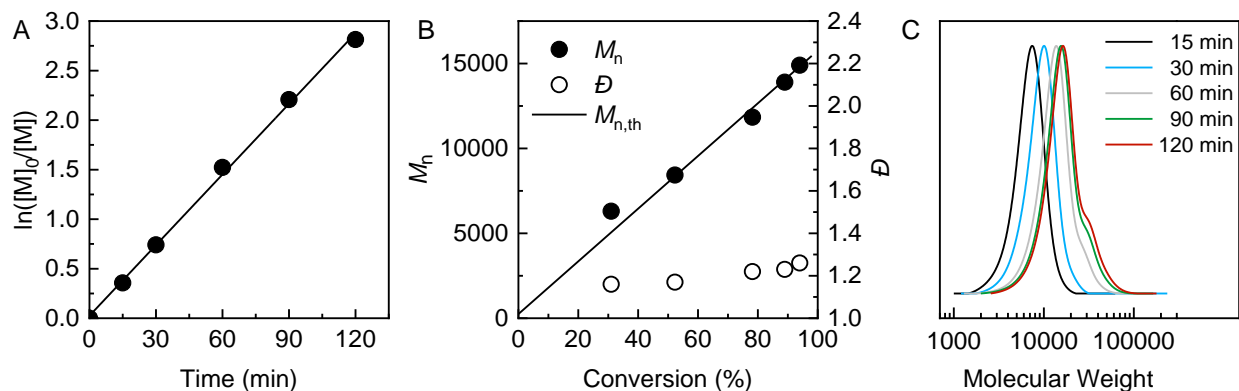 A
ln([M]0/[M])
3.0
2.5
2.0
1.5
1.0
0.5
0.0
0 30 60 90 120
Time (min)
B
Mn
Đ
Mn,th
Mn
15000
10000
5000
0
0 20 40 60 80 100
Conversion (%)
2.4
2.2
2.0
1.8
1.6
1.4
1.2
1.0
Đ
C
15 min
30 min
60 min
90 min
120 min
1000 10000 100000
Molecular Weight